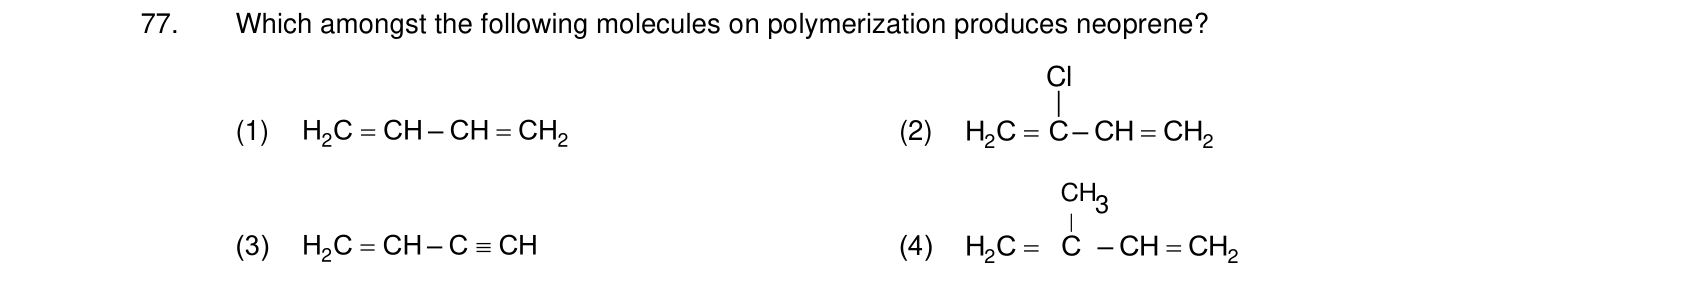 77. Which amongst the following molecules on polymerization produces neoprene?
Cl
|
(1) H₂C = CH – CH = CH₂ (2) H₂C = C – CH = CH₂
CH₃
|
(3) H₂C = CH – C ≡ CH (4) H₂C = C – CH = CH₂